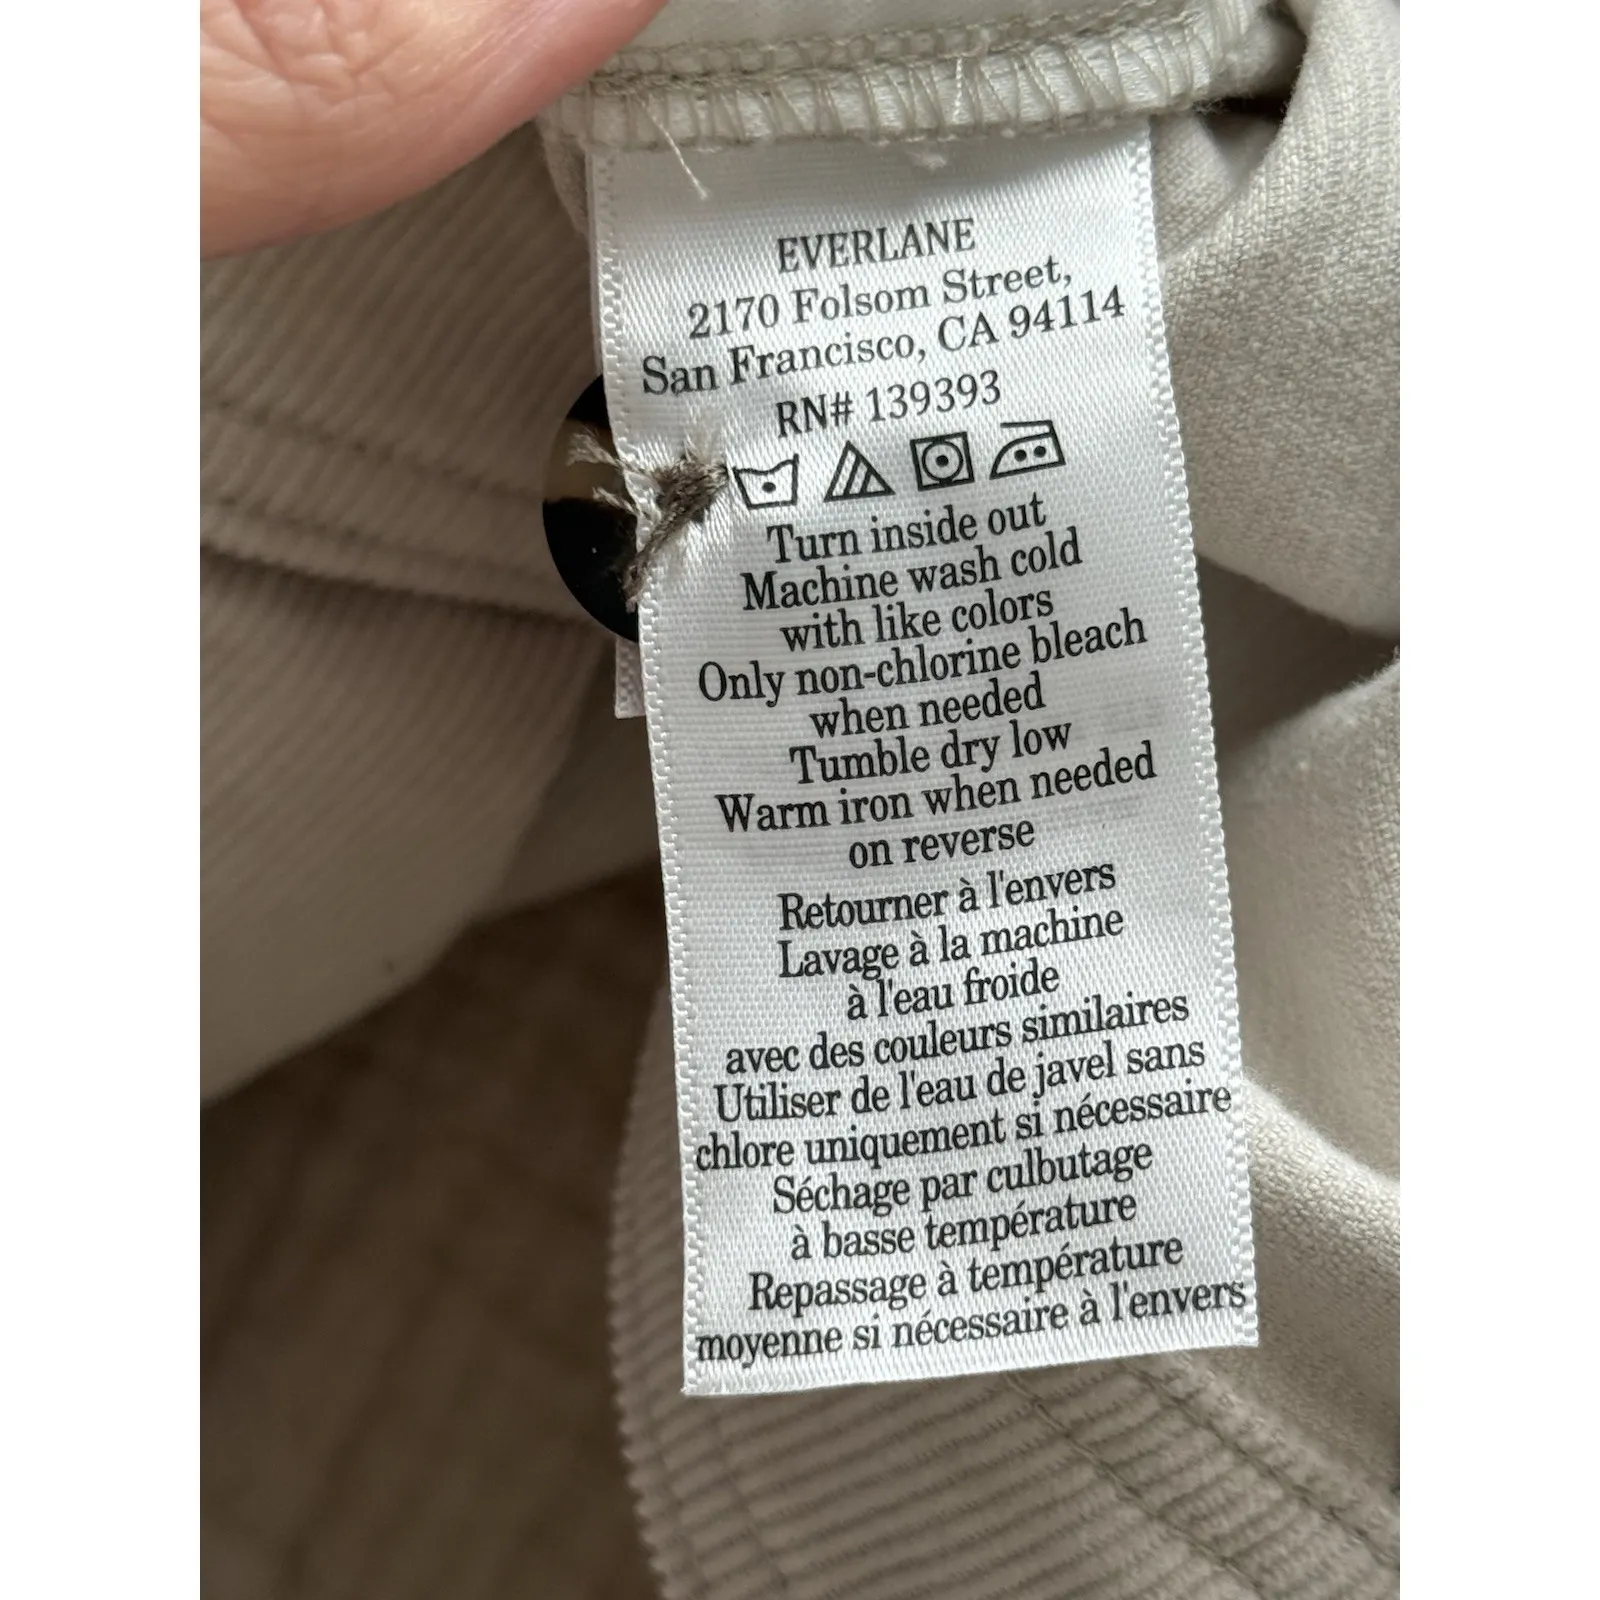 EVERLANE
2170 Folsom Street,
San Francisco, CA 94114
RN# 139393
Turn inside out
Machine wash cold
with like colors
Only non-chlorine bleach
when needed
Tumble dry low
Warm iron when needed
on reverse
Retourner à l'envers
Lavage à la machine
à l'eau froide
avec des couleurs similaires
Utiliser de l'eau de javel sans
chlore uniquement si nécessaire
Séchage par culbutage
à basse température
Repassage à température
moyenne si nécessaire à l'envers